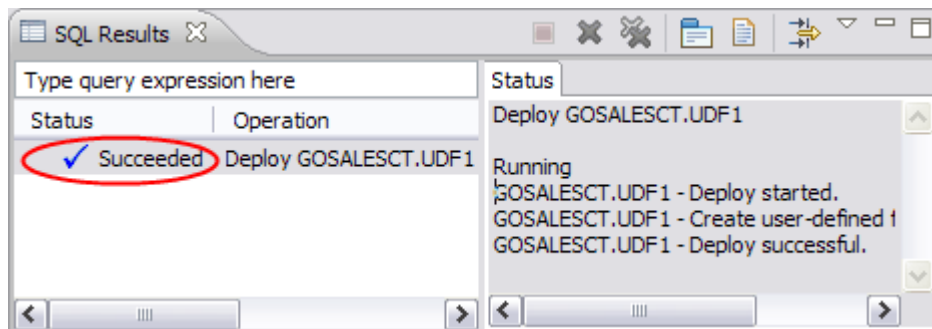 SQL Results
Type query expression here
Status Operation
Succeeded Deploy GOSALESCT.UDF1
Status
Deploy GOSALESCT.UDF1
Running
GOSALESCT.UDF1 - Deploy started.
GOSALESCT.UDF1 - Create user-defined f
GOSALESCT.UDF1 - Deploy successful.